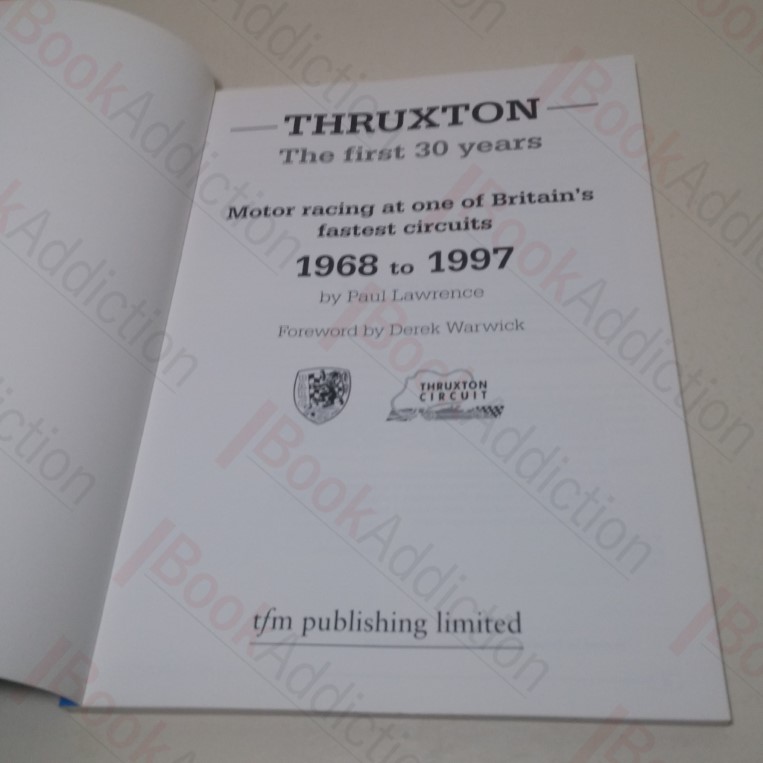 THRUXTON
The first 30 years
Motor racing at one of Britain's
fastest circuits
1968 to 1997
by Paul Lawrence
Foreword by Derek Warwick
THRUXTON
CIRCUIT
tfm publishing limited
BookAddiction